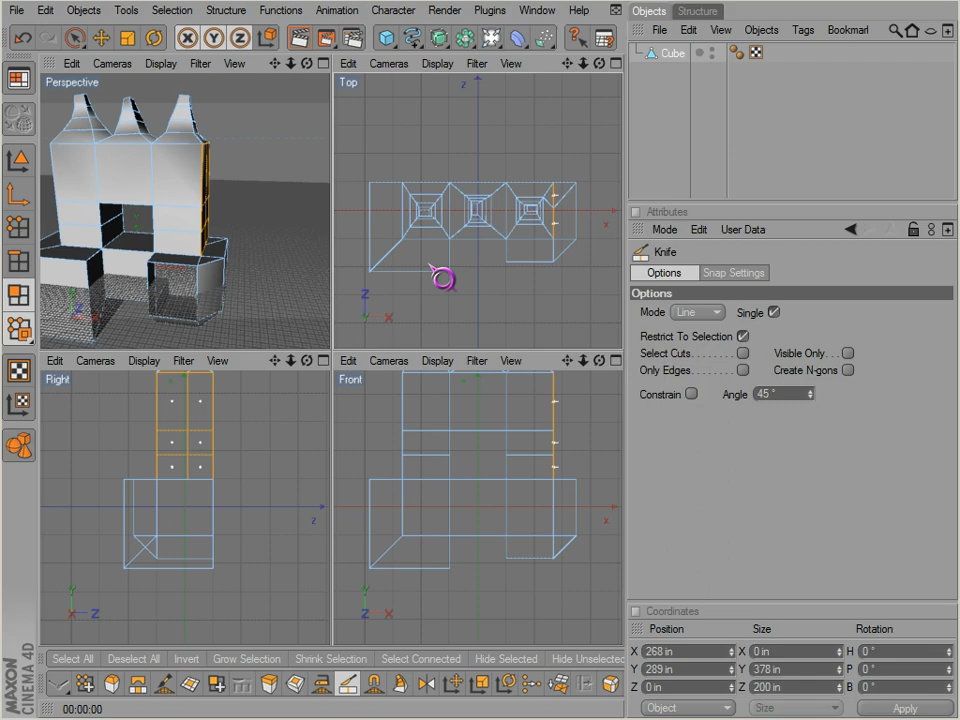 File Edit Objects Tools Selection Structure Functions Animation Character Render Plugins Window Help
Objects Structure
File Edit View Objects Tags Bookmark
Cube
X Y Z
Edit Cameras Display Filter View
Edit Cameras Display Filter View
Perspective
Top
z
x
Z
Y X
Edit Cameras Display Filter View
Edit Cameras Display Filter View
Right
Front
z
x
Y
X Z
Y
Z X
Attributes
Mode Edit User Data
Knife
Options Snap Settings
Options
Mode Line Single
Restrict To Selection
Select Cuts Visible Only
Only Edges Create N-gons
Constrain Angle 45 °
Coordinates
Position Size Rotation
X 268 in X 0 in H 0 °
Y 289 in Y 378 in P 0 °
Z 0 in Z 200 in B 0 °
Object Size Apply
Select All Deselect All Invert Grow Selection Shrink Selection Select Connected Hide Selected Hide Unselected
00:00:00
MAXON
CINEMA 4D